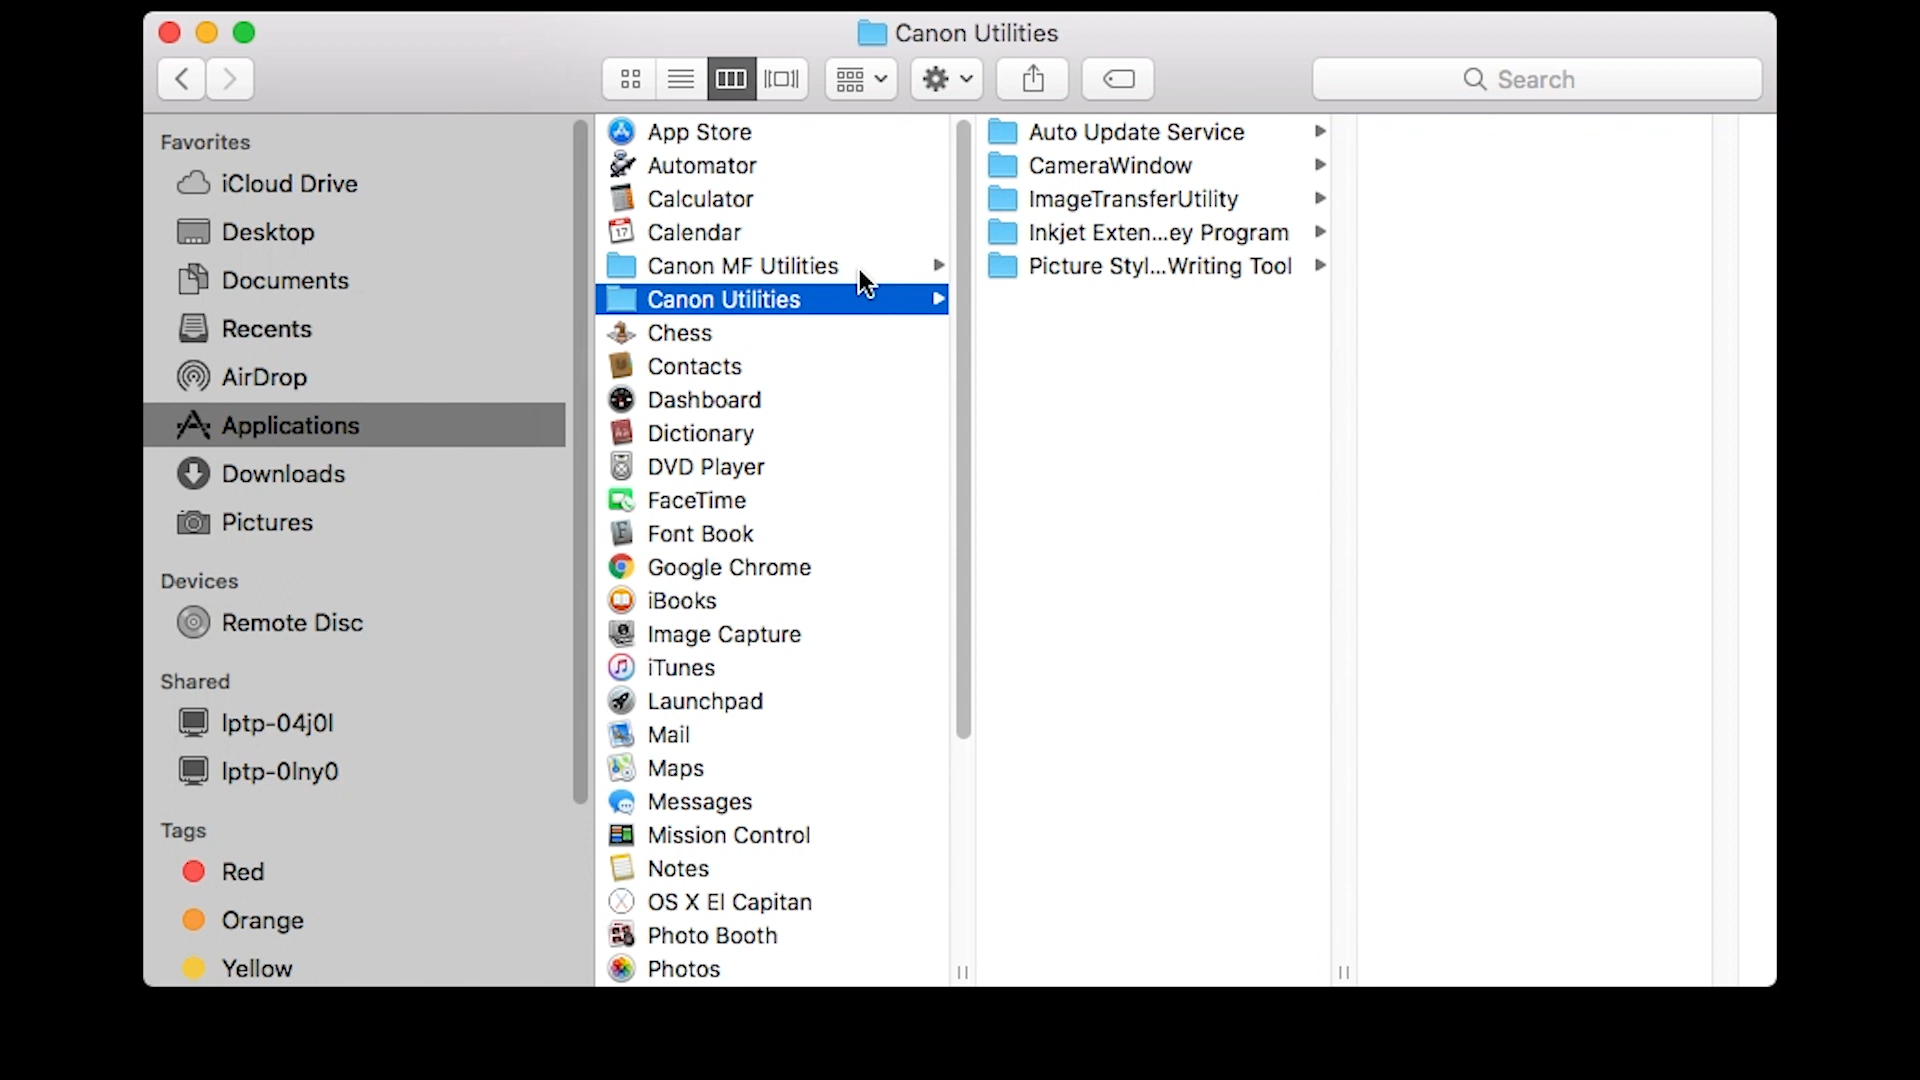 Canon Utilities
Search
Favorites
iCloud Drive
Desktop
Documents
Recents
AirDrop
Applications
Downloads
Pictures
Devices
Remote Disc
Shared
lptp-04j0l
lptp-0lny0
Tags
Red
Orange
Yellow
App Store
Automator
Calculator
17
Calendar
Canon MF Utilities
Canon Utilities
Chess
Contacts
Dashboard
Dictionary
DVD Player
FaceTime
Font Book
Google Chrome
iBooks
Image Capture
iTunes
Launchpad
Mail
Maps
Messages
Mission Control
Notes
OS X El Capitan
Photo Booth
Photos
Auto Update Service
CameraWindow
ImageTransferUtility
Inkjet Exten...ey Program
Picture Styl...Writing Tool